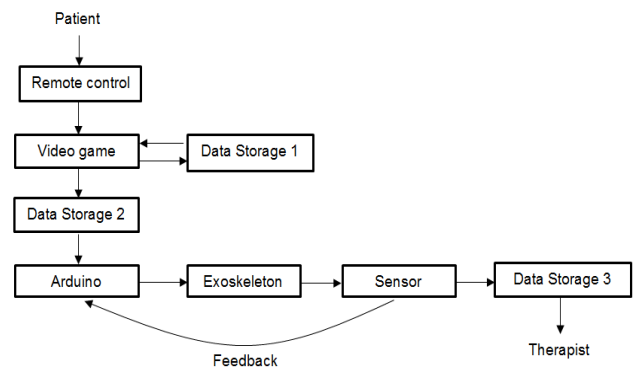 Patient
Remote control
Video game
Data Storage 1
Data Storage 2
Arduino
Exoskeleton
Sensor
Data Storage 3
Feedback
Therapist